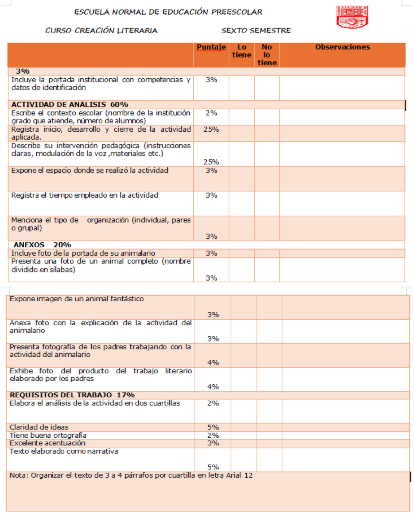 ESCUELA NORMAL DE EDUCACIÓN PREESCOLAR
CURSO CREACIÓN LITERARIA SEXTO SEMESTRE
Puntaje Lo tiene No lo tiene Observaciones
3%
Incluye la portada institucional con competencias y 3%
datos de identificación
ACTIVIDAD DE ANALISIS 60%
Escribe el contexto escolar (nombre de la institución 2%
grado que atiende, número de alumnos)
Registra inicio, desarrollo y cierre de la actividad 25%
aplicada.
Describe su intervención pedagógica (instrucciones
claras, modulación de la voz ,materiales etc.)
25%
Expone el espacio donde se realizó la actividad 3%
Registra el tiempo empleado en la actividad 3%
Menciona el tipo de organización (individual, pares
o grupal)
3%
ANEXOS 20%
Incluye foto de la portada de su animalario 3%
Presenta una foto de un animal completo (nombre
dividido en sílabas)
3%
Expone imagen de un animal fantástico
3%
Anexa foto con la explicación de la actividad del
animalario
3%
Presenta fotografía de los padres trabajando con la
actividad del animalario
4%
Exhibe foto del producto del trabajo literario
elaborado por los padres
4%
REQUISITOS DEL TRABAJO 17%
Elabora el análisis de la actividad en dos cuartillas 2%
Claridad de ideas 5%
Tiene buena ortografía 2%
Excelente acentuación 3%
Texto elaborado como narrativa
5%
Nota: Organizar el texto de 3 a 4 párrafos por cuartilla en letra Arial 12